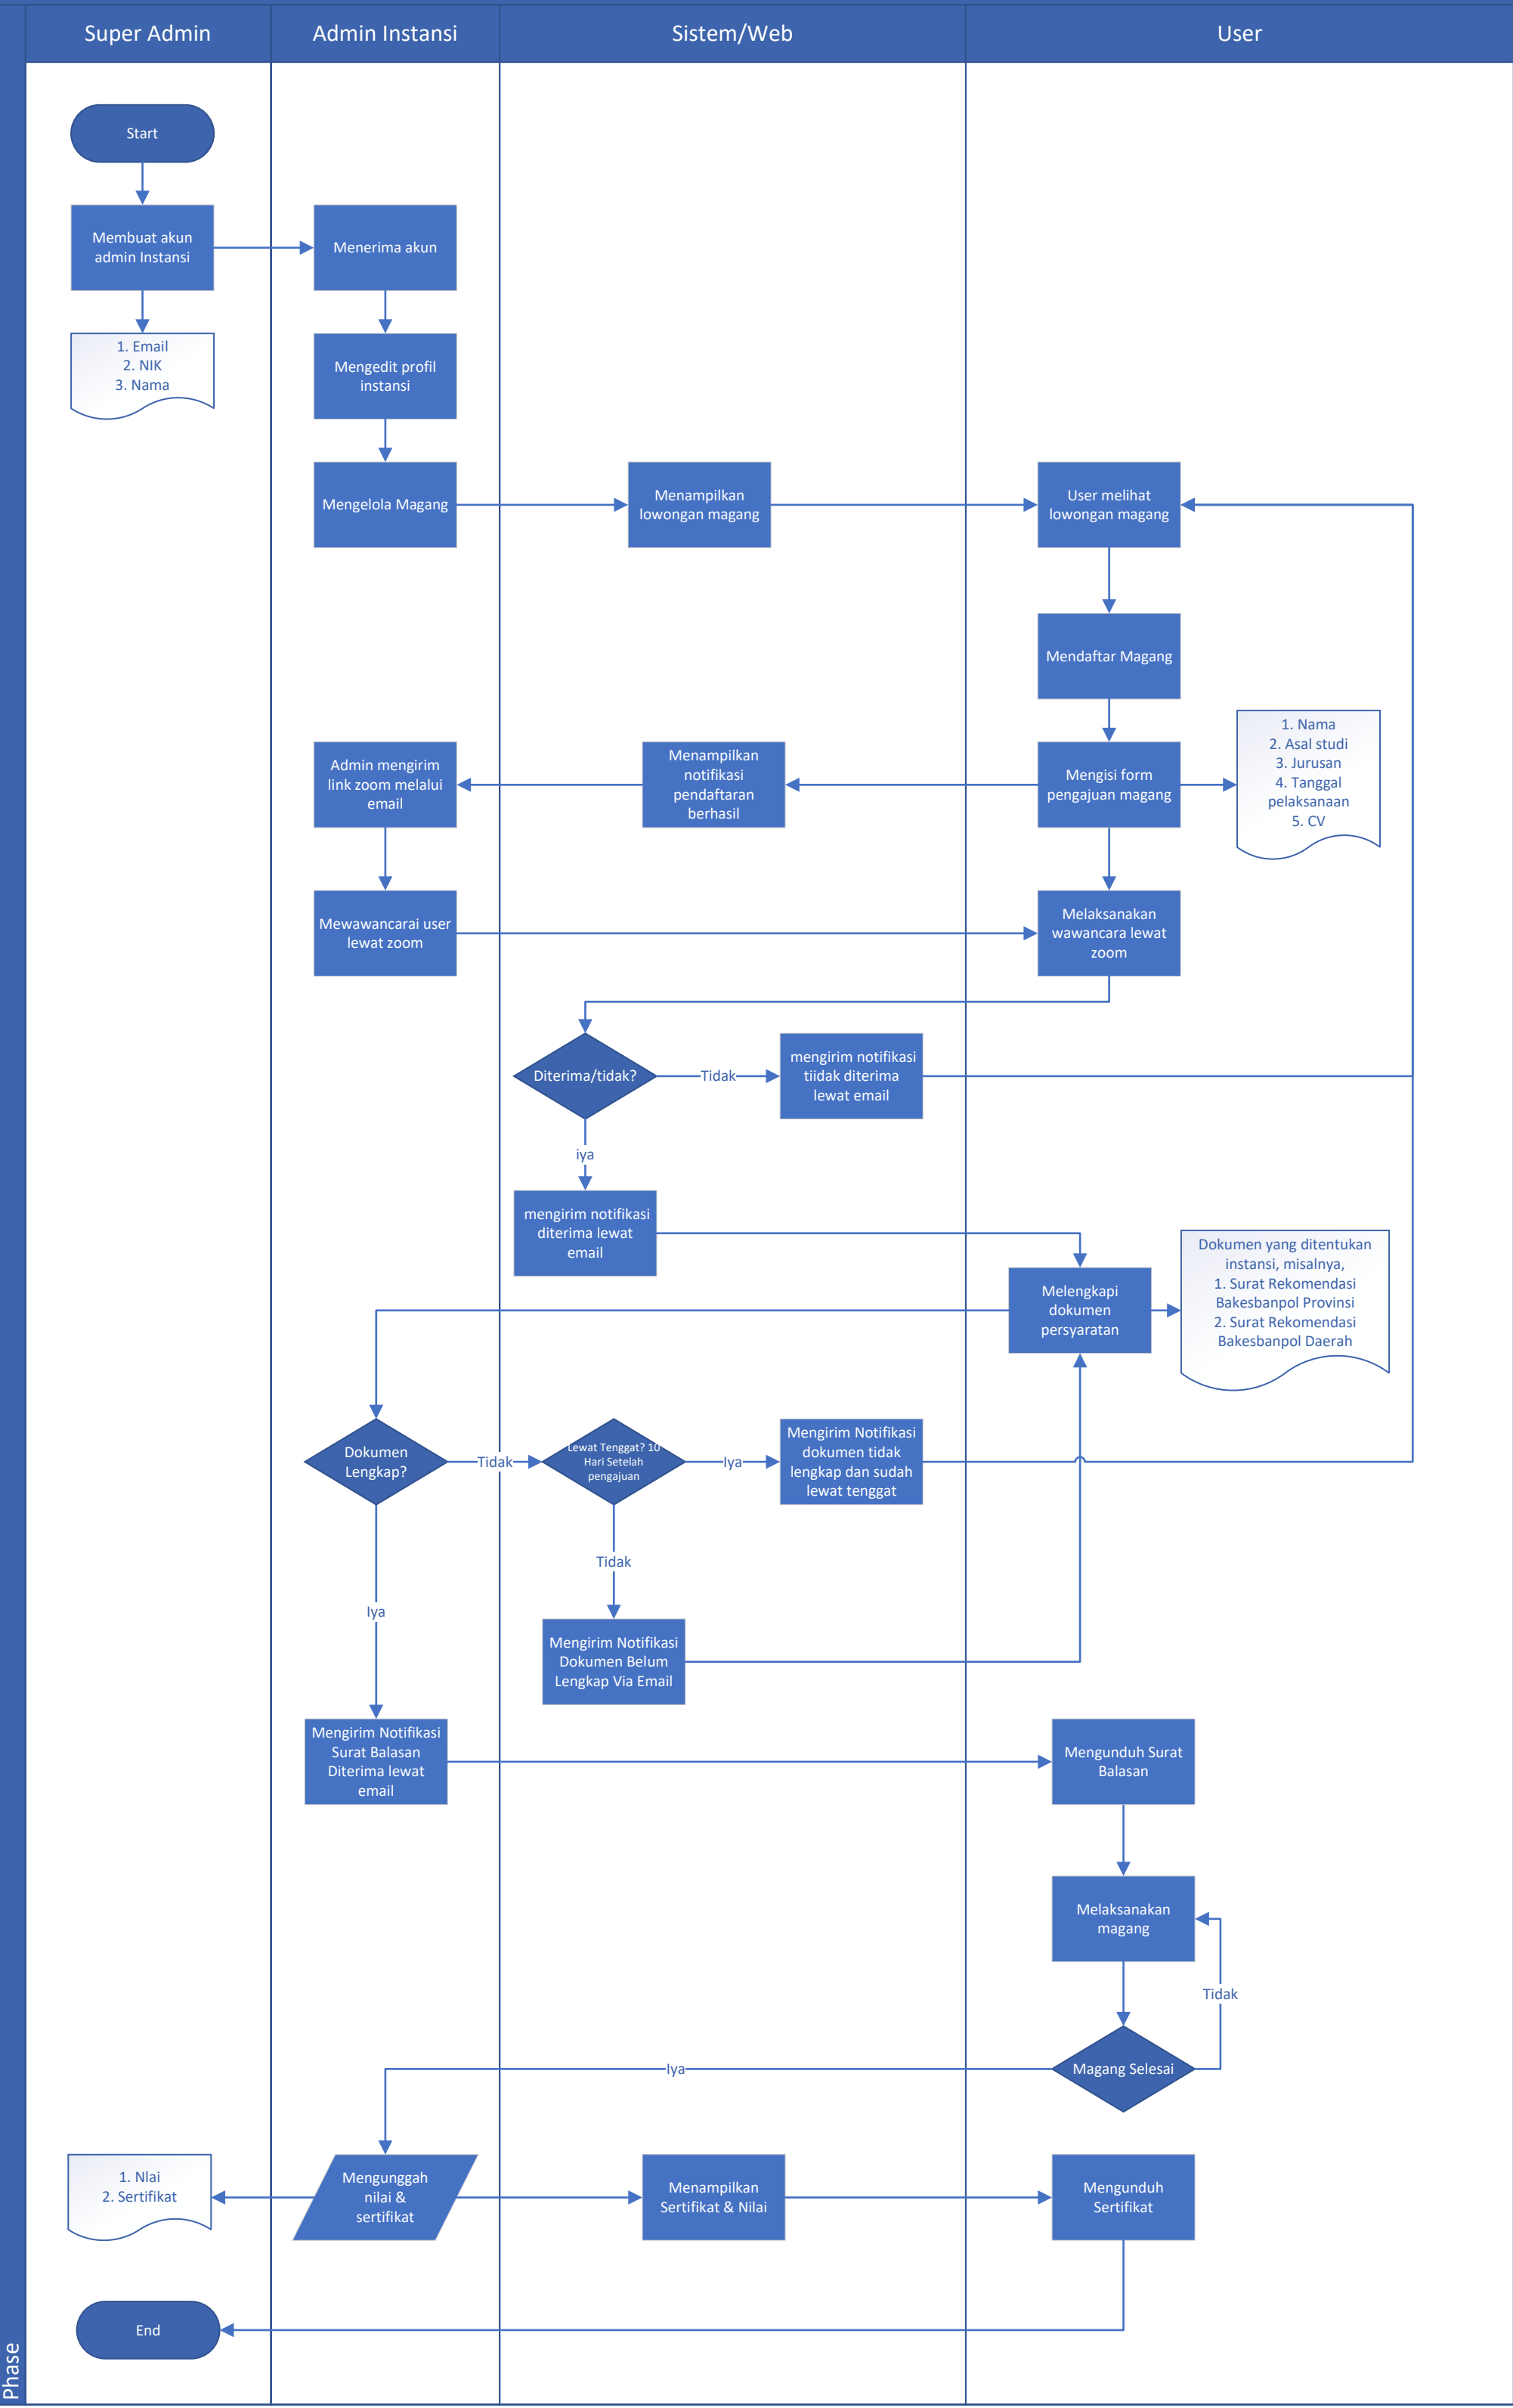 Super Admin
Admin Instansi
Sistem/Web
User
Start
Membuat akun
admin Instansi
Menerima akun
1. Email
2. NIK
3. Nama
Mengedit profil
instansi
Mengelola Magang
Menampilkan
lowongan magang
User melihat
lowongan magang
Mendaftar Magang
Admin mengirim
link zoom melalui
email
Menampilkan
notifikasi
pendaftaran
berhasil
Mengisi form
pengajuan magang
1. Nama
2. Asal studi
3. Jurusan
4. Tanggal
pelaksanaan
5. CV
Mewawancarai user
lewat zoom
Melaksanakan
wawancara lewat
zoom
Diterima/tidak?
Tidak
mengirim notifikasi
tiidak diterima
lewat email
iya
mengirim notifikasi
diterima lewat
email
Melengkapi
dokumen
persyaratan
Dokumen yang ditentukan
instansi, misalnya,
1. Surat Rekomendasi
Bakesbanpol Provinsi
2. Surat Rekomendasi
Bakesbanpol Daerah
Dokumen
Lengkap?
Tidak
Lewat Tenggat? 10
Hari Setelah
pengajuan
Iya
Mengirim Notifikasi
dokumen tidak
lengkap dan sudah
lewat tenggat
Tidak
Iya
Mengirim Notifikasi
Dokumen Belum
Lengkap Via Email
Mengirim Notifikasi
Surat Balasan
Diterima lewat
email
Mengunduh Surat
Balasan
Melaksanakan
magang
Tidak
Magang Selesai
Iya
1. Nlai
2. Sertifikat
Mengunggah
nilai &
sertifikat
Menampilkan
Sertifikat & Nilai
Mengunduh
Sertifikat
End
Phase